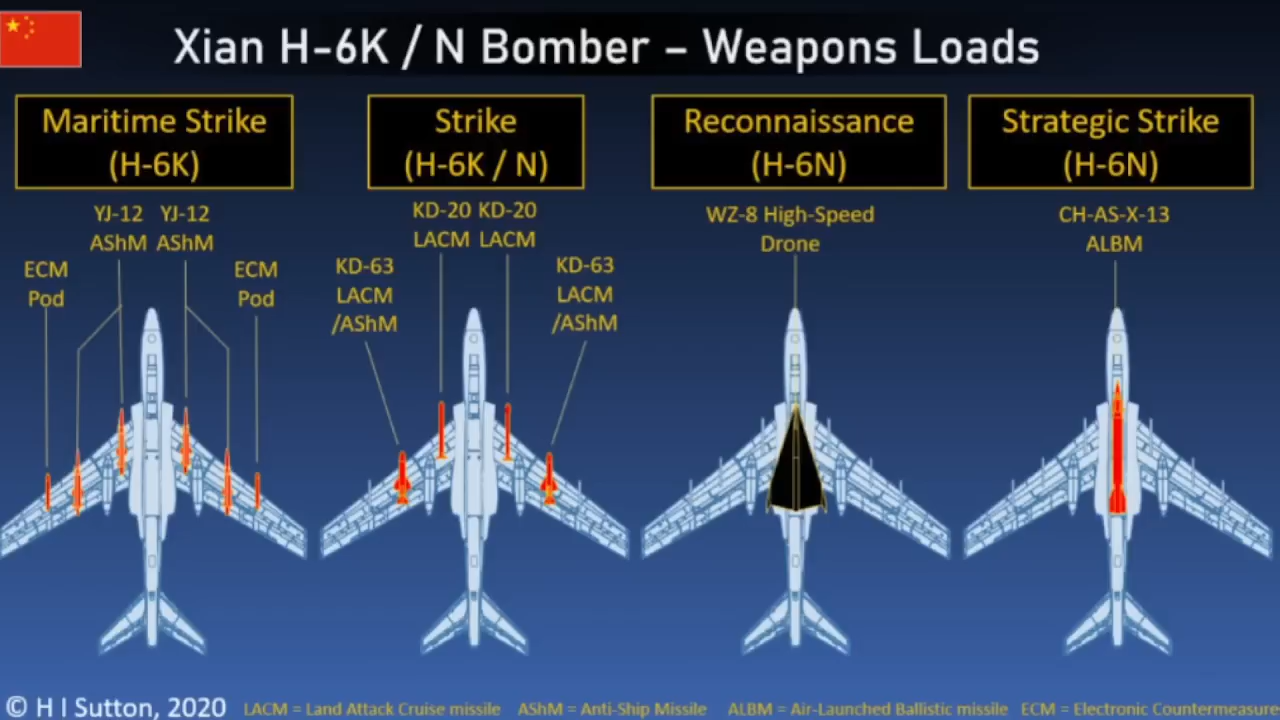 Xian H-6K / N Bomber – Weapons Loads
Maritime Strike
(H-6K)
Strike
(H-6K / N)
Reconnaissance
(H-6N)
Strategic Strike
(H-6N)
YJ-12
AShM
YJ-12
AShM
ECM
Pod
ECM
Pod
KD-20
LACM
KD-20
LACM
KD-63
LACM
/AShM
KD-63
LACM
/AShM
WZ-8 High-Speed
Drone
CH-AS-X-13
ALBM
© H I Sutton, 2020
LACM = Land Attack Cruise missile AShM = Anti-Ship Missile ALBM = Air-Launched Ballistic missile ECM = Electronic Countermeasure